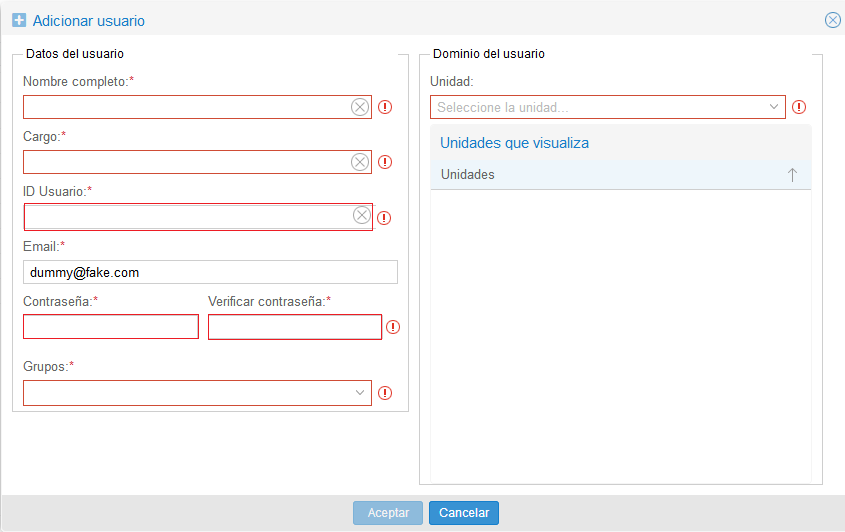 Adicionar usuario
Datos del usuario
Nombre completo:*
Cargo:*
ID Usuario:*
Email:*
dummy@fake.com
Contraseña:* Verificar contraseña:*
Grupos:*
Dominio del usuario
Unidad:
Seleccione la unidad...
Unidades que visualiza
Unidades
Aceptar Cancelar